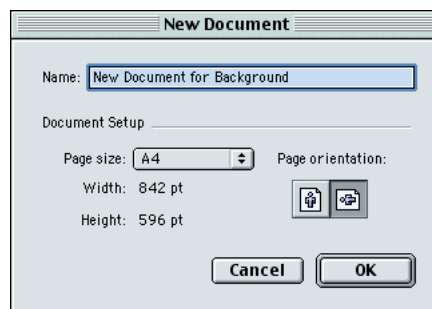 New Document
Name: New Document for Background
Document Setup
Page size: A4 Page orientation:
Width: 842 pt
Height: 596 pt
Cancel OK